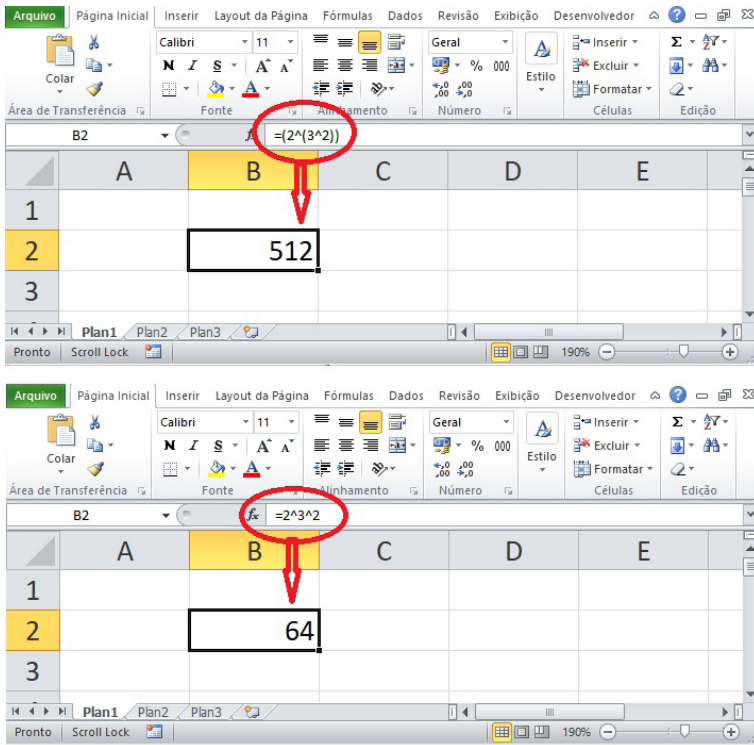 Arquivo Página Inicial Inserir Layout da Página Fórmulas Dados Revisão Exibição Desenvolvedor
Calibri 11 Geral Inserir Σ
Colar N I S A A % 000 Estilo Excluir
A ,00 ,00 Formatar
Área de Transferência Fonte Alinhamento Número Células Edição
B2 =(2^(3^2))
A B C D E
1
2 512
3
Plan1 Plan2 Plan3
Pronto Scroll Lock 190%
Arquivo Página Inicial Inserir Layout da Página Fórmulas Dados Revisão Exibição Desenvolvedor
Calibri 11 Geral Inserir Σ
Colar N I S A A % 000 Estilo Excluir
A ,00 ,00 Formatar
Área de Transferência Fonte Alinhamento Número Células Edição
B2 fx =2^3^2
A B C D E
1
2 64
3
Plan1 Plan2 Plan3
Pronto Scroll Lock 190%